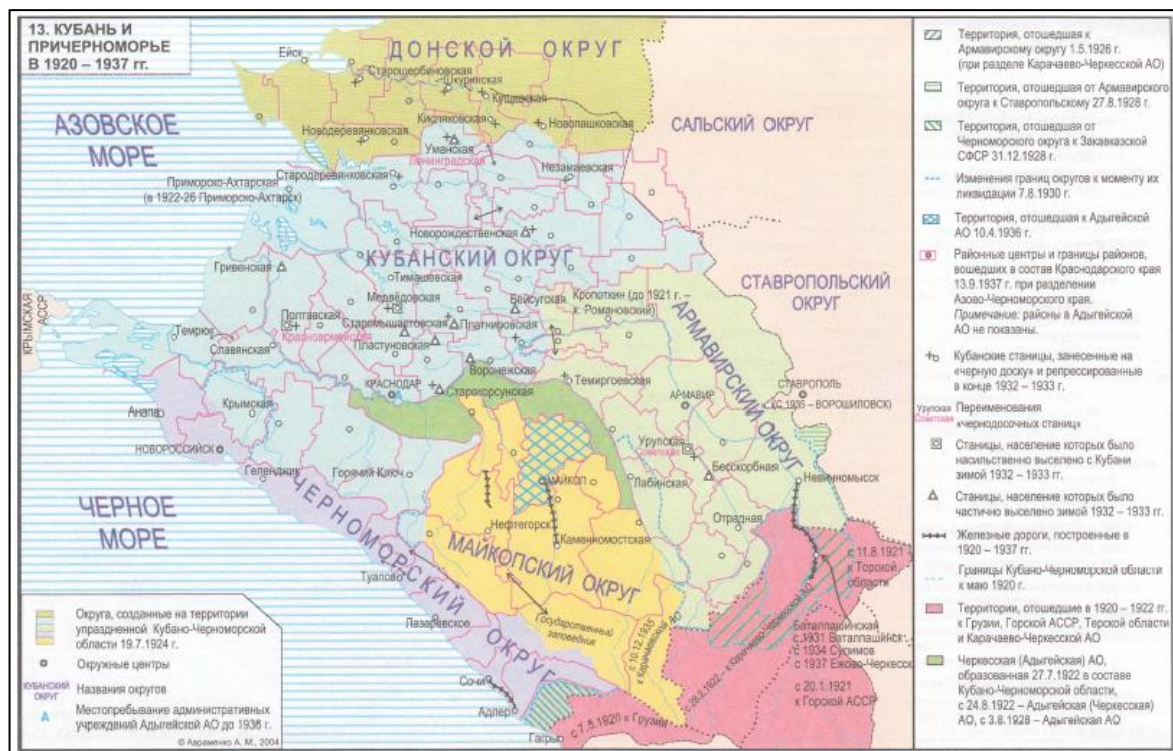 13. КУБАНЬ И
ПРИЧЕРНОМОРЬЕ
В 1920 – 1937 гг.
ДОНСКОЙ ОКРУГ
Ейск
Старощербиновская
Шкуринская
Кущевская
Кисляковская
Новодеревянковская
Новопашковская
АЗОВСКОЕ
МОРЕ
САЛЬСКИЙ ОКРУГ
Уманская
Ленинградская
Незамаевская
Стародеревянковская
Приморско-Ахтарская
(в 1922-26 Приморско-Ахтарск)
Новорождественская
КУБАНСКИЙ ОКРУГ
Гривенская
Тимашевская
СТАВРОПОЛЬСКИЙ
ОКРУГ
КРЫМСКАЯ
АССР
Медвёдовская
Бейсугская
Кропоткин (до 1921 г. –
х. Романовский)
Полтавская
Красноармейская
Старомышастовская
Платнировская
Темрюк
Славянская
Пластуновская
АРМАВИРСКИЙ ОКРУГ
Воронежская
КРАСНОДАР
Старокорсунская
Темиргоевская
СТАВРОПОЛЬ
(С 1935 – ВОРОШИЛОВСК)
АРМАВИР
Анапа
Крымская
Урупская
Советская
НОВОРОССИЙСК
Бесскорбная
Геленджик
Горячий Ключ
МАЙКОП
Лабинская
Невинномысск
ЧЕРНОЕ
МОРЕ
ЧЕРНОМОРСКИЙ ОКРУГ
Нефтегорск
Отрадная
Каменномостская
МАЙКОПСКИЙ ОКРУГ
с 11.8.1921
к Торской
области
Туапсе
Лазаревское
Государственный
заповедник
с 10.12.1935
к Карачаевской АО
с 28.2.1922 – к Карачаево-Черкесской АО
Баталпашинская
с 1931 Баталпашинск
с 1934 Сулимов
с 1937 Ежово-Черкесск
с 20.1.1921
к Горской АССР
Сочи
Адлер
Гагры
с 7.5.1920 к Грузии
Округа, созданные на территории
упраздненной Кубано-Черноморской
области 19.7.1924 г.
Окружные центры
КУБАНСКИЙ
ОКРУГ
Названия округов
А
Местопребывание административных
учреждений Адыгейской АО до 1936 г.
© Авраменко А. М., 2004
Территория, отошедшая к
Армавирскому округу 1.5.1926 г.
(при разделе Карачаево-Черкесской АО)
Территория, отошедшая от Армавирского
округа к Ставропольскому 27.8.1928 г.
Территория, отошедшая от
Черноморского округа к Закавказской
СФСР 31.12.1928 г.
Изменения границ округов к моменту их
ликвидации 7.8.1930 г.
Территория, отошедшая к Адыгейской
АО 10.4.1936 г.
Районные центры и границы районов,
вошедших в состав Краснодарского края
13.9.1937 г. при разделении
Азово-Черноморского края.
Примечание: районы в Адыгейской
АО не показаны.
Кубанские станицы, занесенные на
«черную доску» и репрессированные
в конце 1932 – 1933 гг.
Урупская
Советская
Переименования
«чернодосочных станиц»
Станицы, население которых было
насильственно выселено с Кубани
зимой 1932 – 1933 гг.
Станицы, население которых было
частично выселено зимой 1932 – 1933 гг.
Железные дороги, построенные в
1920 – 1937 гг.
Границы Кубано-Черноморской области
к маю 1920 г.
Территории, отошедшие в 1920 – 1922 гг.
к Грузии, Горской АССР, Терской области
и Карачаево-Черкесской АО
Черкесская (Адыгейская) АО,
образованная 27.7.1922 в составе
Кубано-Черноморской области,
с 24.8.1922 – Адыгейская (Черкесская)
АО, с 3.8.1928 – Адыгейская АО